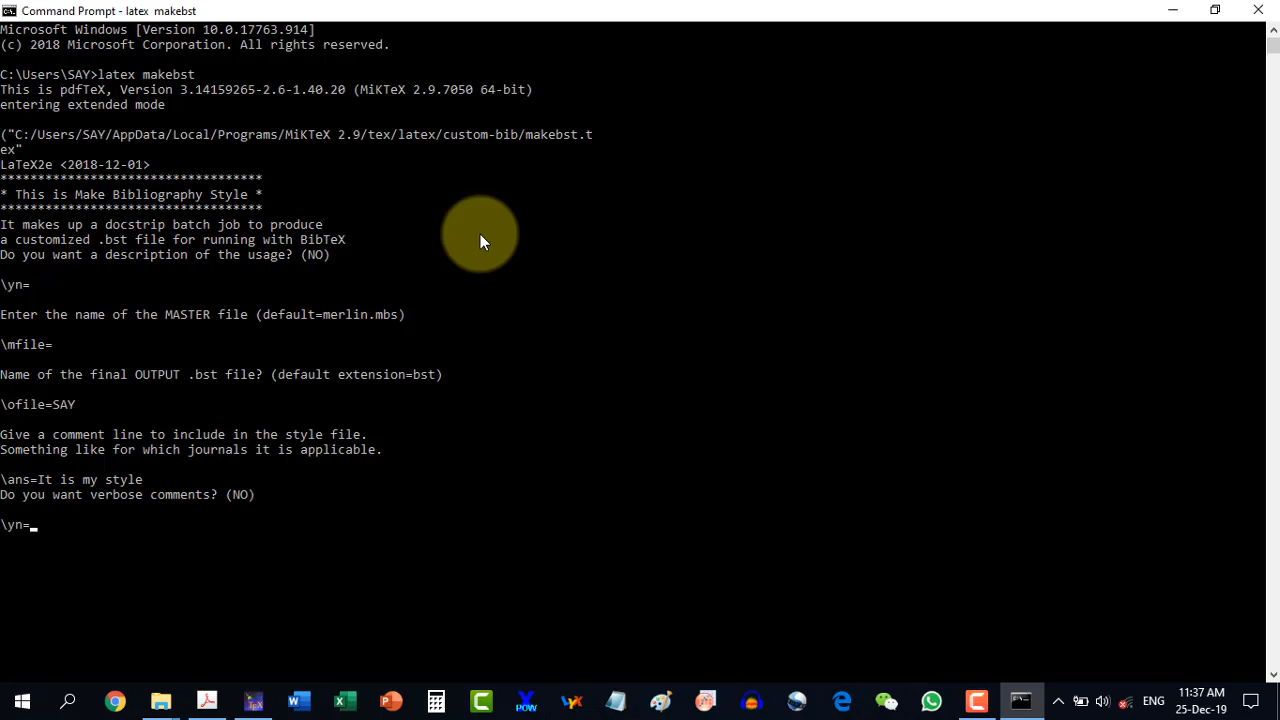 Command Prompt - latex makebst
Microsoft Windows [Version 10.0.17763.914]
(c) 2018 Microsoft Corporation. All rights reserved.
C:\Users\SAY>latex makebst
This is pdfTeX, Version 3.14159265-2.6-1.40.20 (MiKTeX 2.9.7050 64-bit)
entering extended mode
("C:/Users/SAY/AppData/Local/Programs/MiKTeX 2.9/tex/latex/custom-bib/makebst.t
ex"
LaTeX2e <2018-12-01>
***********************************
* This is Make Bibliography Style *
***********************************
It makes up a docstrip batch job to produce
a customized .bst file for running with BibTeX
Do you want a description of the usage? (NO)
\yn=
Enter the name of the MASTER file (default=merlin.mbs)
\mfile=
Name of the final OUTPUT .bst file? (default extension=bst)
\ofile=SAY
Give a comment line to include in the style file.
Something like for which journals it is applicable.
\ans=It is my style
Do you want verbose comments? (NO)
\yn=_
ENG
11:37 AM
25-Dec-19